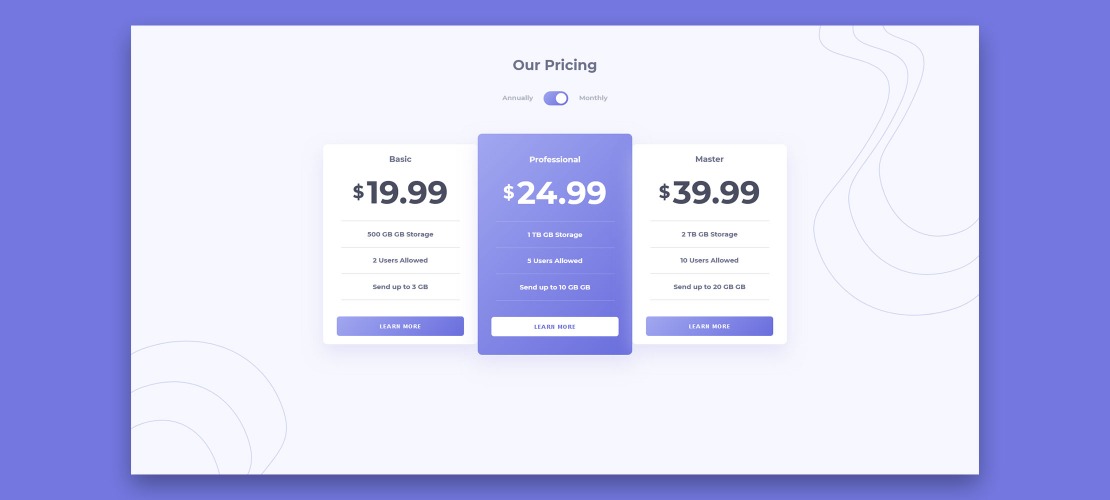 Our Pricing
Annually Monthly
Basic
$19.99
500 GB GB Storage
2 Users Allowed
Send up to 3 GB
LEARN MORE
Professional
$24.99
1 TB GB Storage
5 Users Allowed
Send up to 10 GB GB
LEARN MORE
Master
$39.99
2 TB GB Storage
10 Users Allowed
Send up to 20 GB GB
LEARN MORE